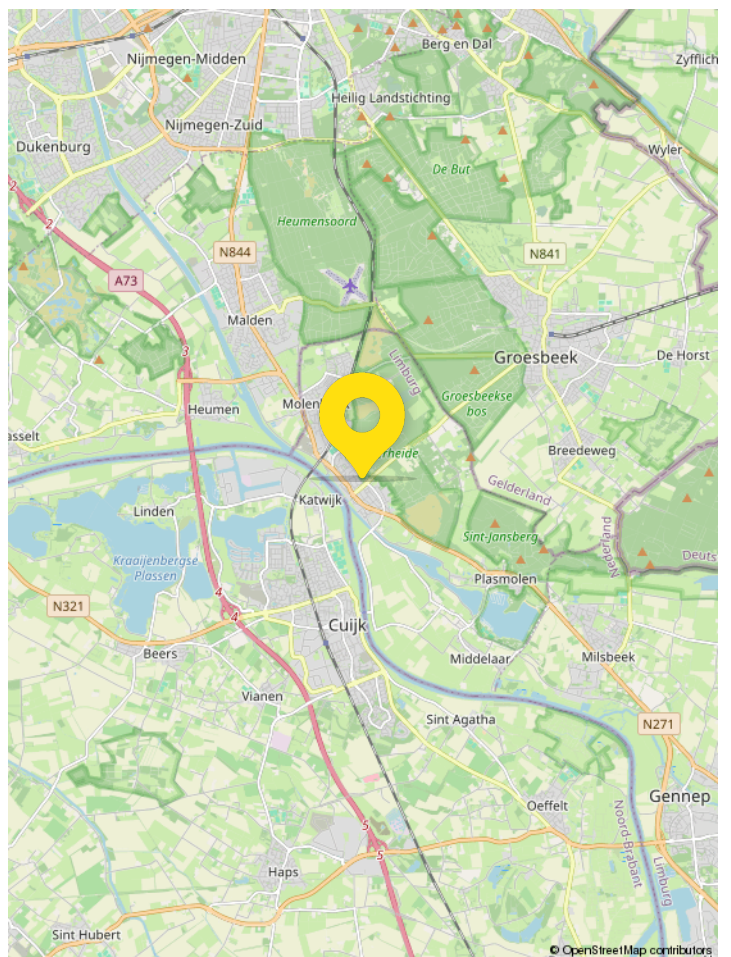 Berg en Dal
Nijmegen-Midden
Zyfflich
Heilig Landstichting
Nijmegen-Zuid
Dukenburg
Wyler
De But
2
2
Heumensoord
N844
N841
A73
Malden
3
Groesbeek
De Horst
Limburg
Groesbeekse
bos
Heumen
asselt
rheide
Breedeweg
Katwijk
Gelderland
Linden
Sint-Jansberg
Nederland
Deuts
Kraaijenbergse
Plassen
Plasmolen
4
4
N321
Cuijk
Beers
Middelaar
Milsbeek
Vianen
Sint Agatha
N271
Oeffelt
Gennep
Noord-Brabant
Limburg
5
5
Haps
Sint Hubert
© OpenStreetMap contributors